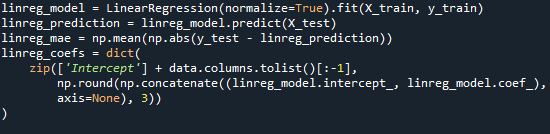 linreg_model = LinearRegression(normalize=True).fit(X_train, y_train)
linreg_prediction = linreg_model.predict(X_test)
linreg_mae = np.mean(np.abs(y_test - linreg_prediction))
linreg_coefs = dict(
    zip(['Intercept'] + data.columns.tolist()[:-1],
        np.round(np.concatenate((linreg_model.intercept_, linreg_model.coef_),
        axis=None), 3))
)